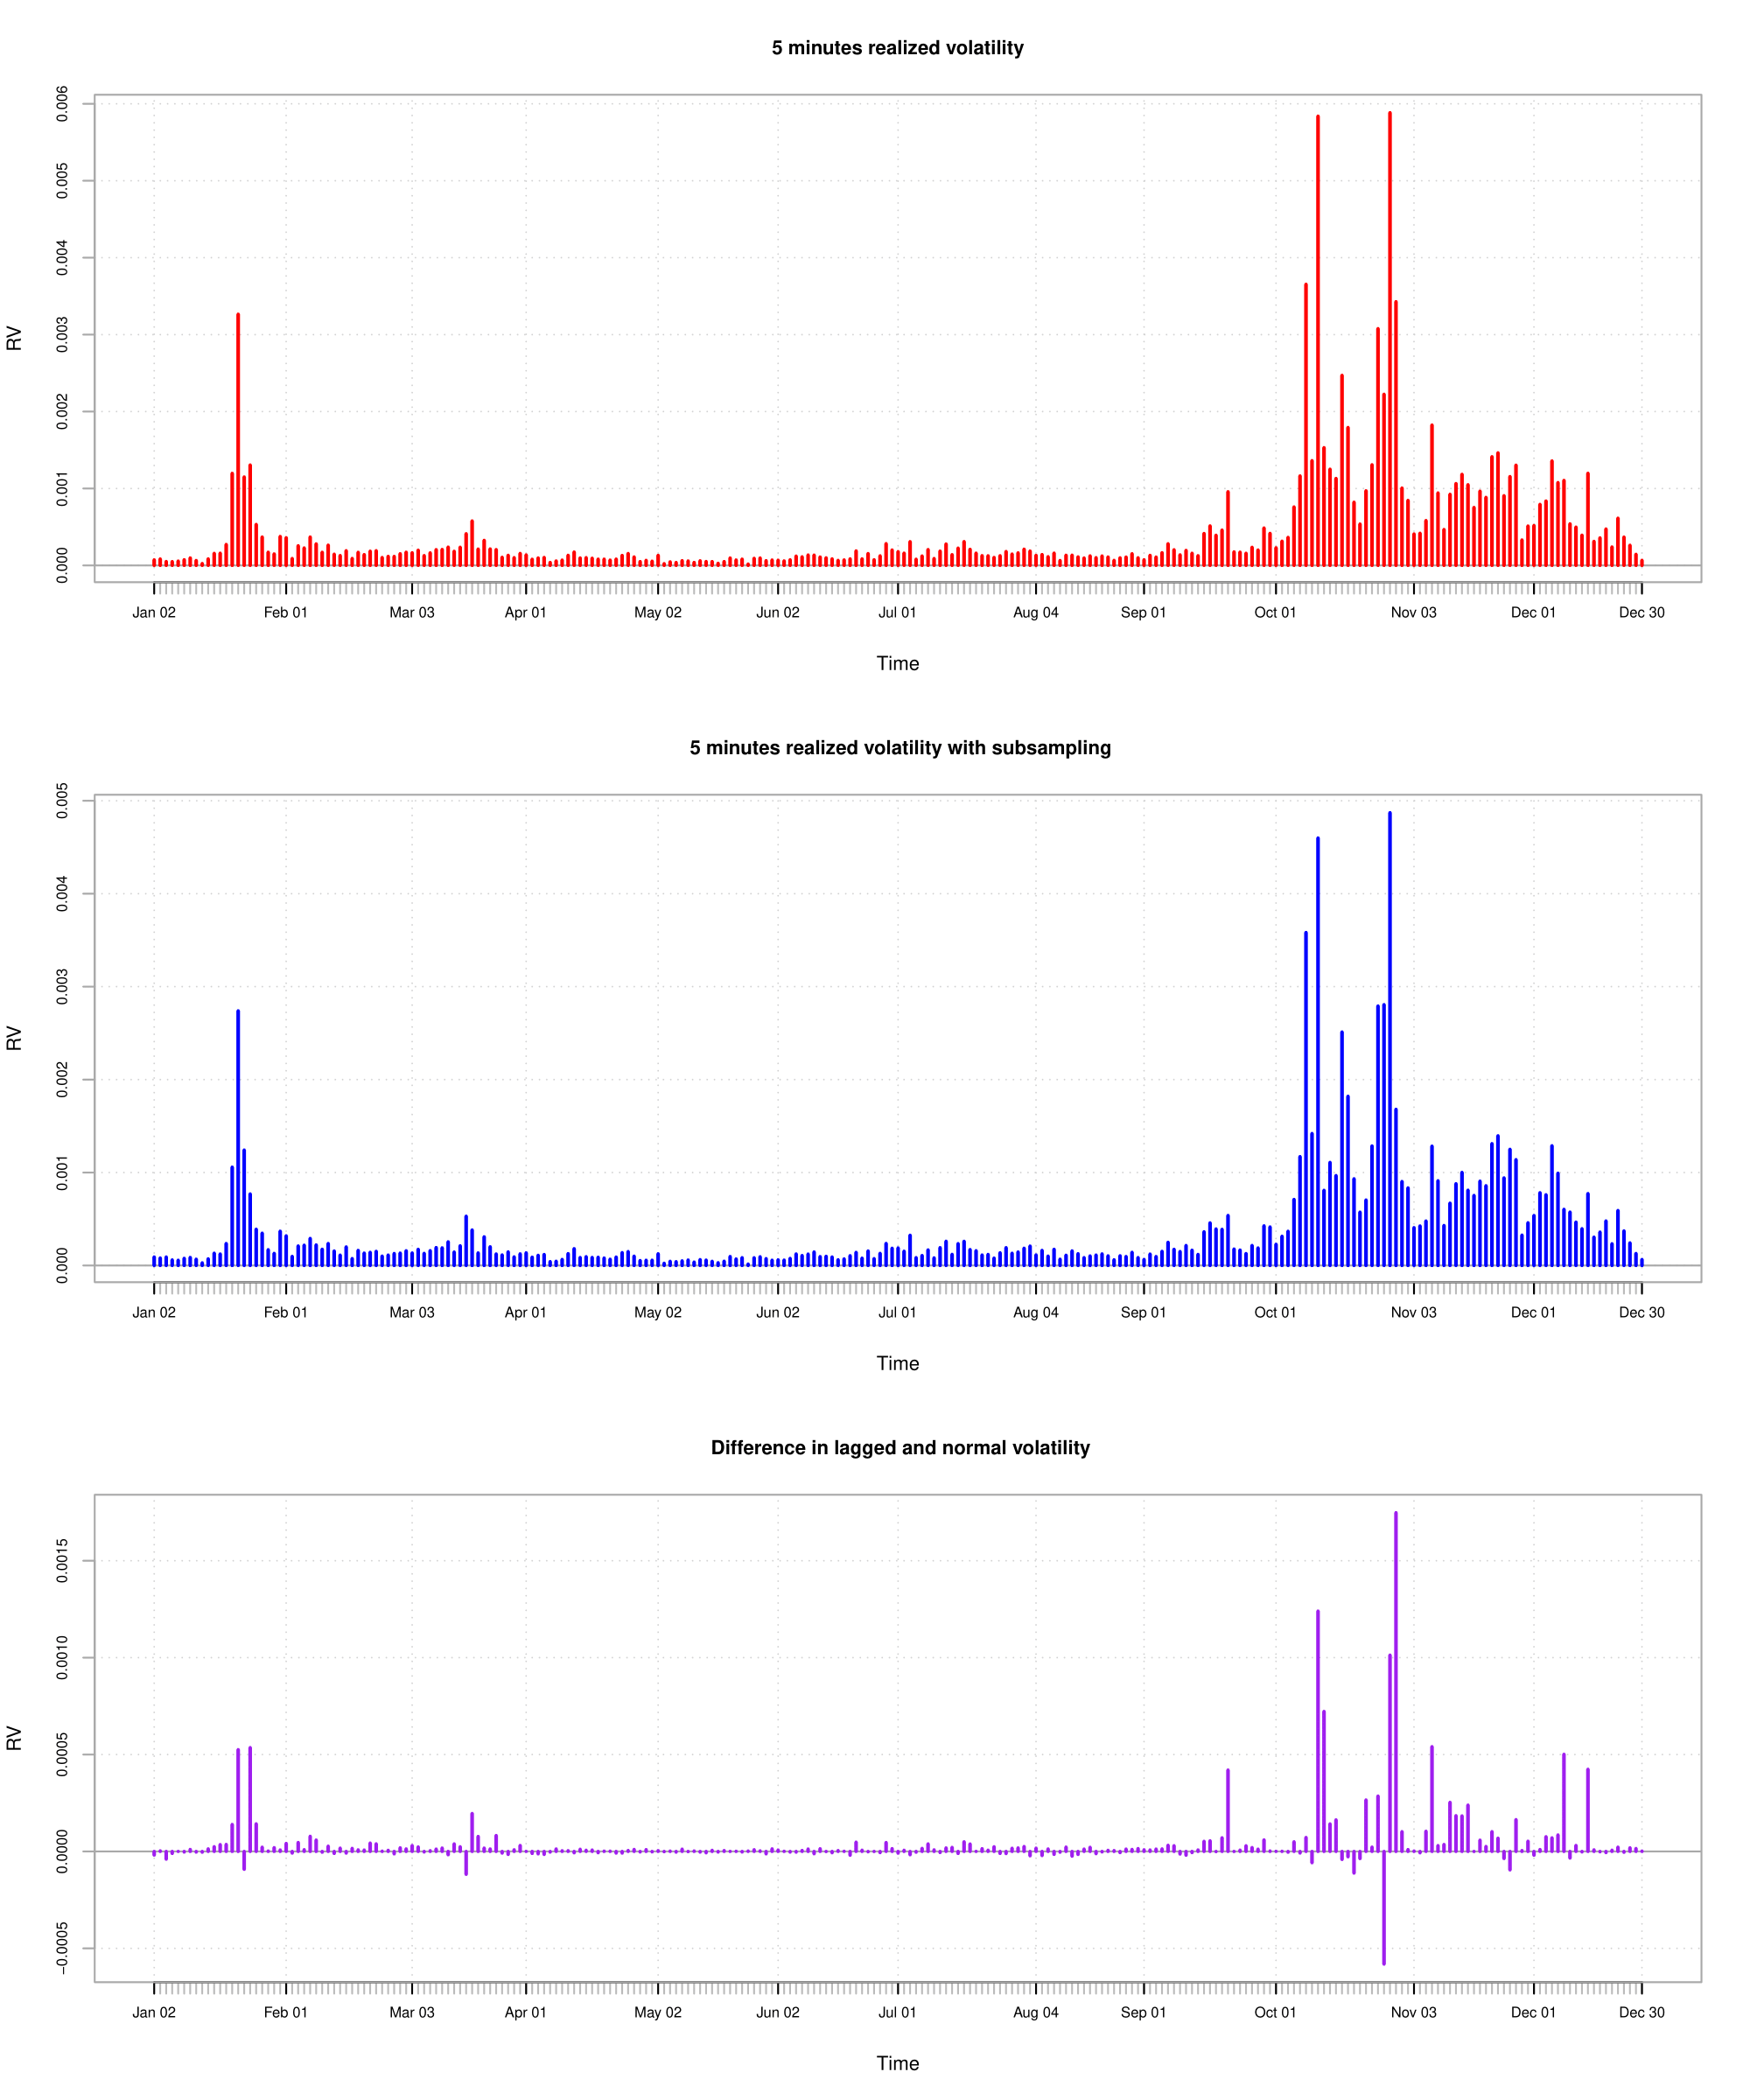 5 minutes realized volatility
0.006
0.005
0.004
0.003
0.002
0.001
0.000
RV
Jan 02 Feb 01 Mar 03 Apr 01 May 02 Jun 02 Jul 01 Aug 04 Sep 01 Oct 01 Nov 03 Dec 01 Dec 30
Time
5 minutes realized volatility with subsampling
0.005
0.004
0.003
0.002
0.001
0.000
RV
Jan 02 Feb 01 Mar 03 Apr 01 May 02 Jun 02 Jul 01 Aug 04 Sep 01 Oct 01 Nov 03 Dec 01 Dec 30
Time
Difference in lagged and normal volatility
0.0015
0.0010
0.0005
0.0000
−0.0005
RV
Jan 02 Feb 01 Mar 03 Apr 01 May 02 Jun 02 Jul 01 Aug 04 Sep 01 Oct 01 Nov 03 Dec 01 Dec 30
Time